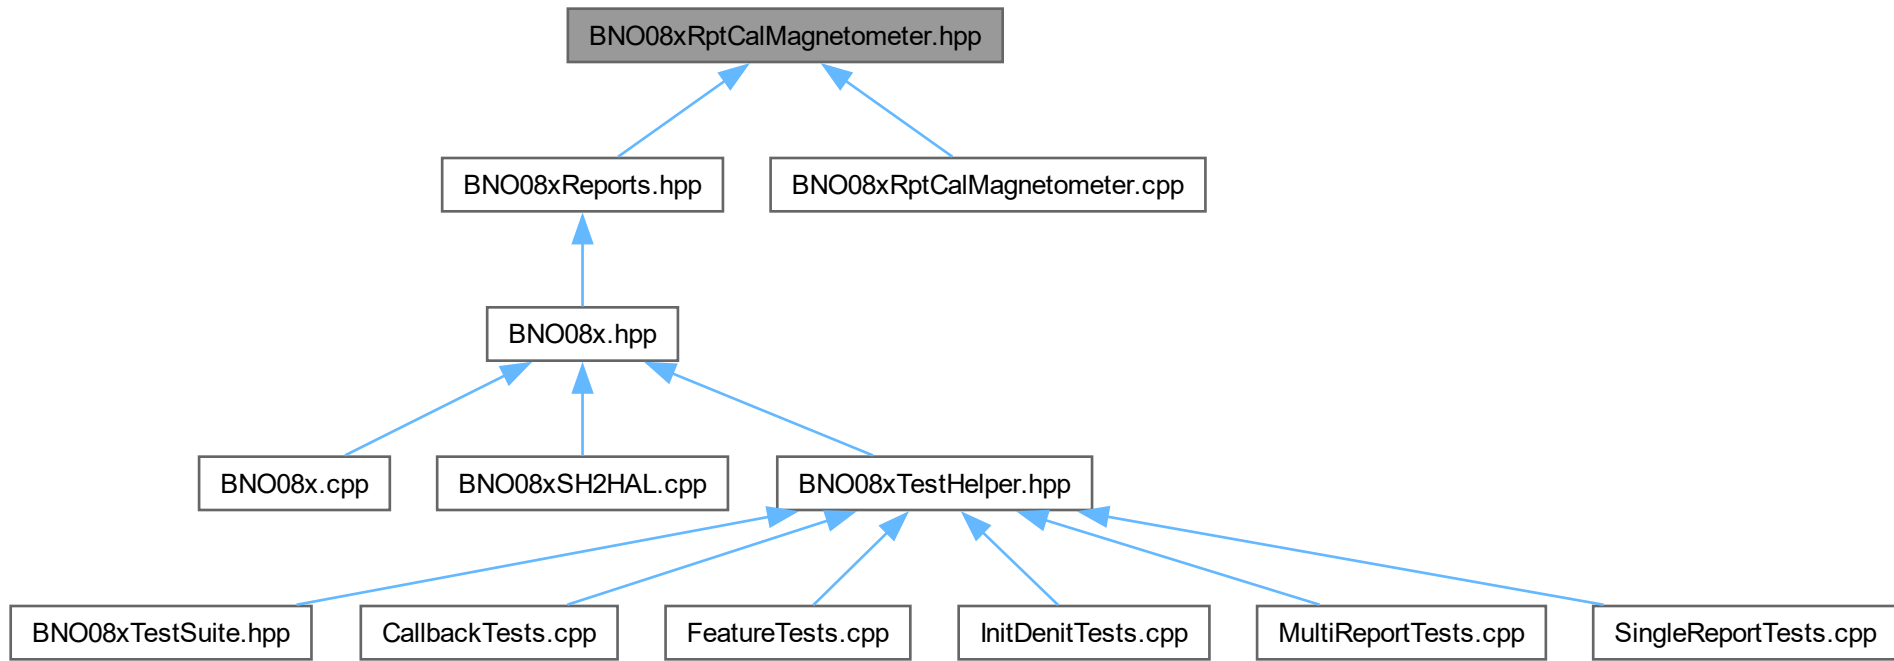 BNO08xRptCalMagnetometer.hpp
BNO08xReports.hpp
BNO08xRptCalMagnetometer.cpp
BNO08x.hpp
BNO08x.cpp
BNO08xSH2HAL.cpp
BNO08xTestHelper.hpp
BNO08xTestSuite.hpp
CallbackTests.cpp
FeatureTests.cpp
InitDenitTests.cpp
MultiReportTests.cpp
SingleReportTests.cpp